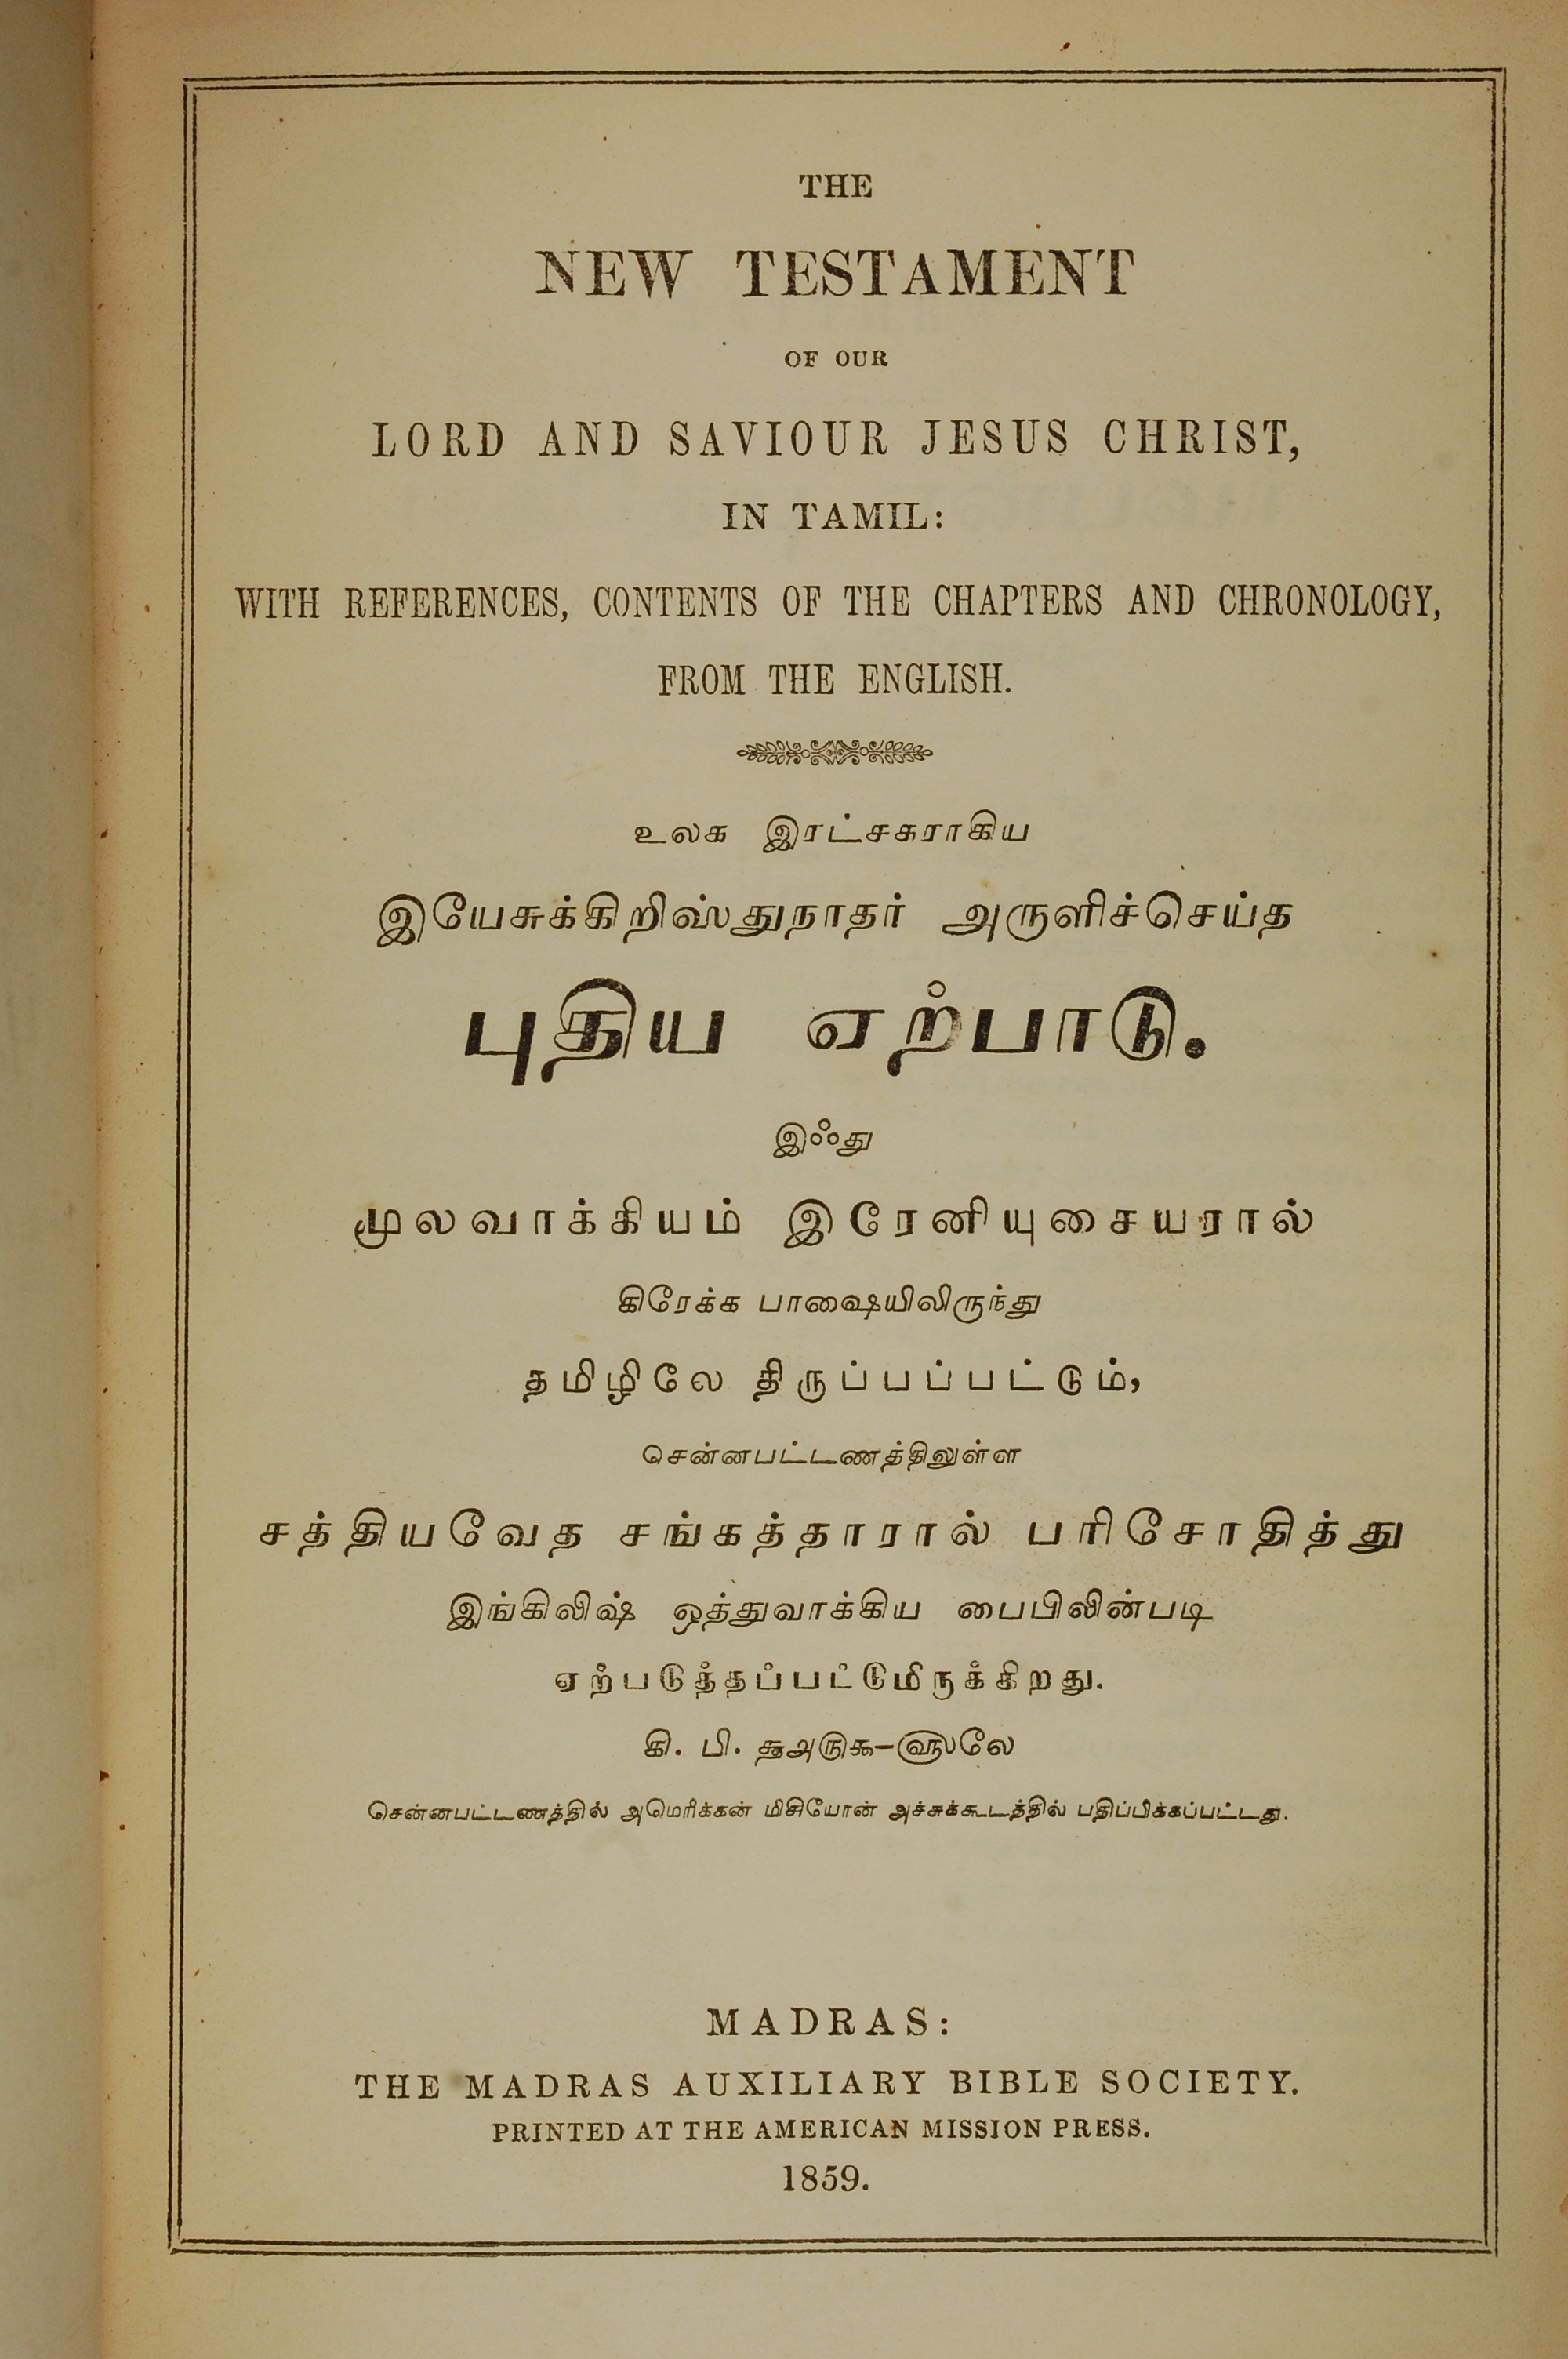 THE
NEW TESTAMENT
OF OUR
LORD AND SAVIOUR JESUS CHRIST,
IN TAMIL:
WITH REFERENCES, CONTENTS OF THE CHAPTERS AND CHRONOLOGY,
FROM THE ENGLISH.
உலக இரட்சகராகிய
இயேசுக்கிறிஸ்துநாதர் அருளிச்செய்த
புதிய ஏற்பாடு.
இஃது
மூலவாக்கியம் இரேனியுசையரால்
கிரேக்க பாஷையிலிருந்து
தமிழிலே திருப்பப்பட்டும்,
சென்னபட்டணத்திலுள்ள
சத்தியவேத சங்கத்தாரால் பரிசோதித்து
இங்கிலிஷ் ஒத்துவாக்கிய பைபிலின்படி
ஏற்படுத்தப்பட்டுமிருக்கிறது.
கி. பி. ௲அ௫௯–௵லே
சென்னபட்டணத்தில் அமெரிக்கன் மிசியோன் அச்சுக்கூடத்தில் பதிப்பிக்கப்பட்டது.
MADRAS:
THE MADRAS AUXILIARY BIBLE SOCIETY.
PRINTED AT THE AMERICAN MISSION PRESS.
1859.